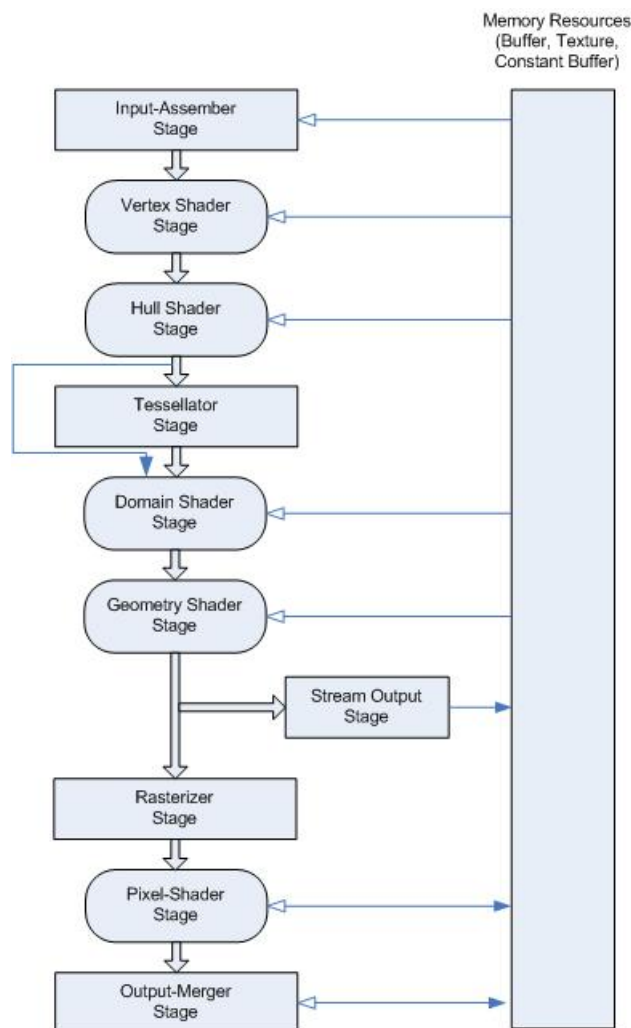 Memory Resources
(Buffer, Texture,
Constant Buffer)
Input-Assember
Stage
Vertex Shader
Stage
Hull Shader
Stage
Tessellator
Stage
Domain Shader
Stage
Geometry Shader
Stage
Stream Output
Stage
Rasterizer
Stage
Pixel-Shader
Stage
Output-Merger
Stage